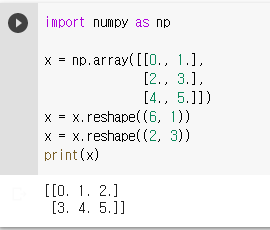 import numpy as np
x = np.array([[0., 1.],
[2., 3.],
[4., 5.]])
x = x.reshape((6, 1))
x = x.reshape((2, 3))
print(x)
[[0. 1. 2.]
[3. 4. 5.]]